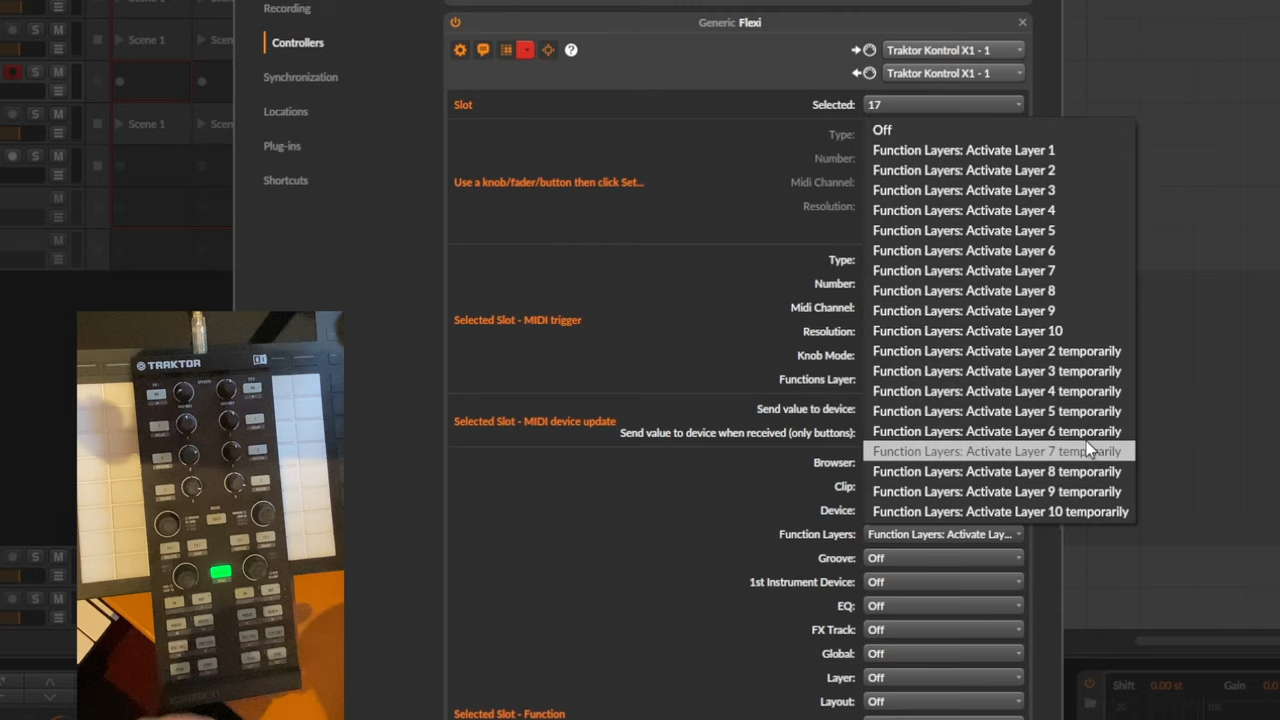 Recording
Controllers
Synchronization
Locations
Plug-ins
Shortcuts
S M
Scene 1
Scene 1
S M
S M
Scene 1
Scen
S M
M
M
S M
S M
Generic Flexi
Traktor Kontrol X1 - 1
Traktor Kontrol X1 - 1
Slot
Selected:
17
Type:
Number:
Use a knob/fader/button then click Set...
Midi Channel:
Resolution:
Type:
Number:
Midi Channel:
Selected Slot - MIDI trigger
Resolution:
Knob Mode:
Functions Layer:
Send value to device:
Selected Slot - MIDI device update
Send value to device when received (only buttons):
Browser:
Clip:
Device:
Off
Function Layers: Activate Layer 1
Function Layers: Activate Layer 2
Function Layers: Activate Layer 3
Function Layers: Activate Layer 4
Function Layers: Activate Layer 5
Function Layers: Activate Layer 6
Function Layers: Activate Layer 7
Function Layers: Activate Layer 8
Function Layers: Activate Layer 9
Function Layers: Activate Layer 10
Function Layers: Activate Layer 2 temporarily
Function Layers: Activate Layer 3 temporarily
Function Layers: Activate Layer 4 temporarily
Function Layers: Activate Layer 5 temporarily
Function Layers: Activate Layer 6 temporarily
Function Layers: Activate Layer 7 temporarily
Function Layers: Activate Layer 8 temporarily
Function Layers: Activate Layer 9 temporarily
Function Layers: Activate Layer 10 temporarily
Function Layers: Function Layers: Activate Lay...
Groove: Off
1st Instrument Device: Off
EQ: Off
FX Track: Off
Global: Off
Layer: Off
Layout: Off
Selected Slot - Function
TRAKTOR
Shift 0.00 st Gain 0.0
20
100